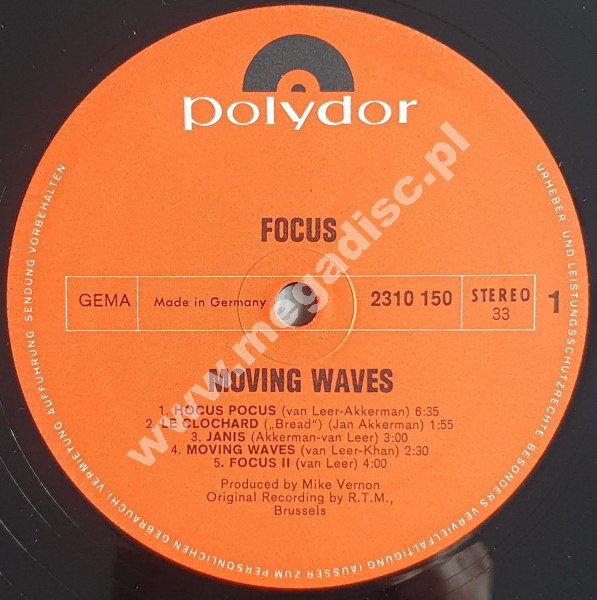 polydor
FOCUS
GEMA
Made in Germany
2310 150
STEREO
33
1
MOVING WAVES
1. HOCUS POCUS (van Leer-Akkerman) 6:35
2. LE CLOCHARD („Bread“) (Jan Akkerman) 1:55
3. JANIS (Akkerman-van Leer) 3:00
4. MOVING WAVES (van Leer-Khan) 2:30
5. FOCUS II (van Leer) 4:00
Produced by Mike Vernon
Original Recording by R.T.M.,
Brussels
URHEBER- UND LEISTUNGSSCHUTZRECHTE, BESONDERS VERVIELFÄLTIGUNG (AUSSER ZUM PERSÖNLICHEN GEBRAUCH), VERMIETUNG, AUFFÜHRUNG, SENDUNG VORBEHALTEN
www.megadisc.pl